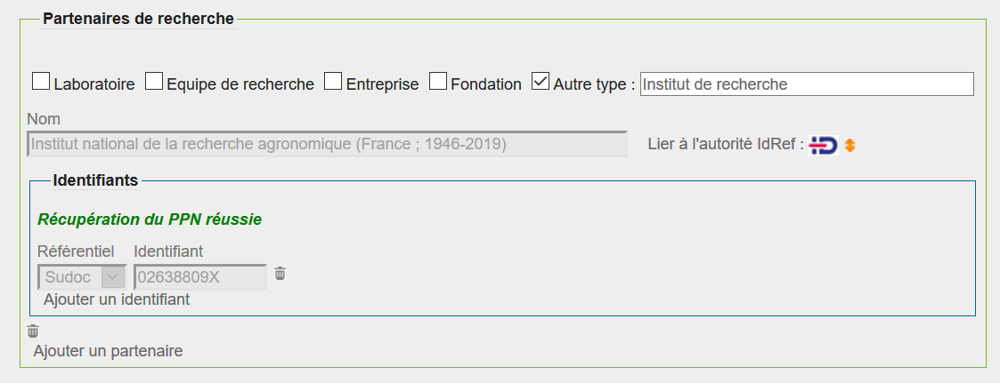 Partenaires de recherche
Laboratoire Equipe de recherche Entreprise Fondation Autre type : Institut de recherche
Nom
Institut national de la recherche agronomique (France ; 1946-2019) Lier à l'autorité IdRef : ID
Identifiants
Récupération du PPN réussie
Référentiel Identifiant
Sudoc 02638809X
Ajouter un identifiant
Ajouter un partenaire